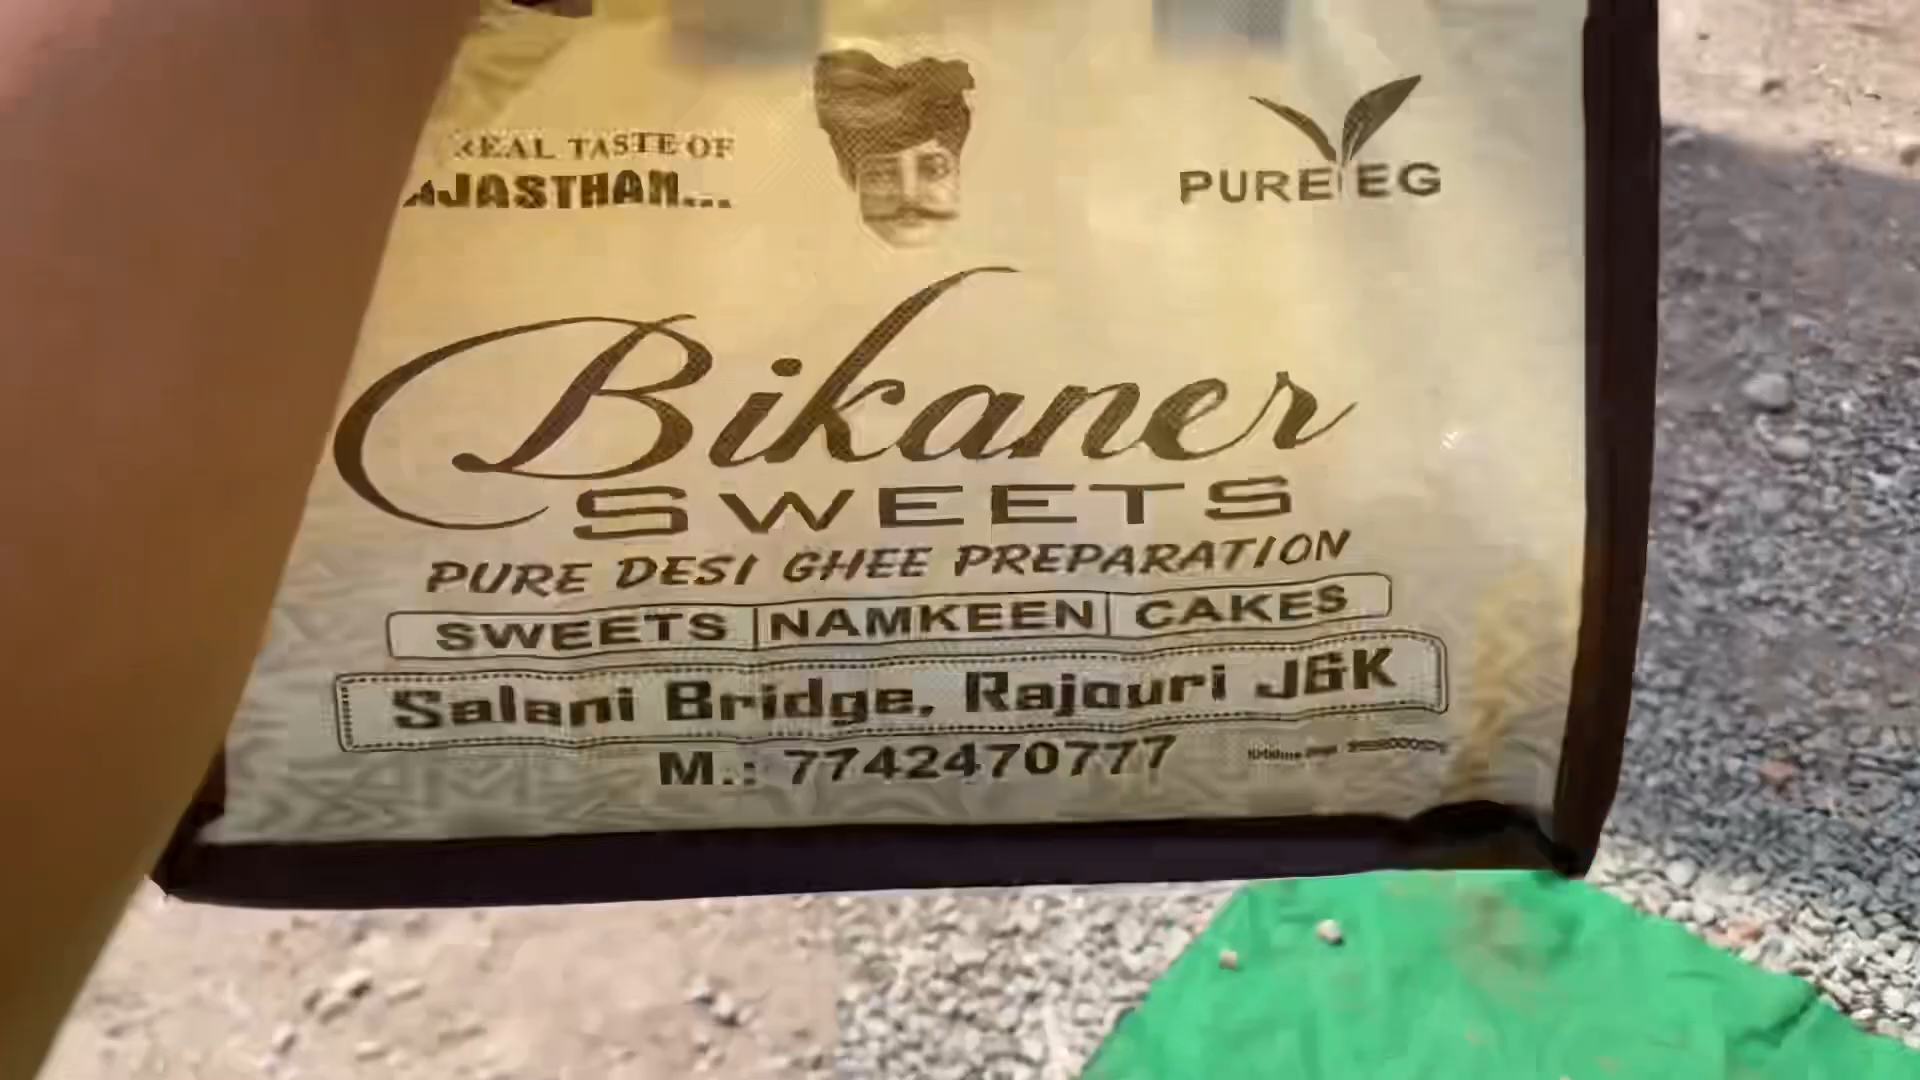 REAL TASTE OF
AJASTHAN...
PURE EG
Bikaner
SWEETS
PURE DESI GHEE PREPARATION
SWEETS NAMKEEN CAKES
Salani Bridge, Rajouri J&K
M.: 7742470777